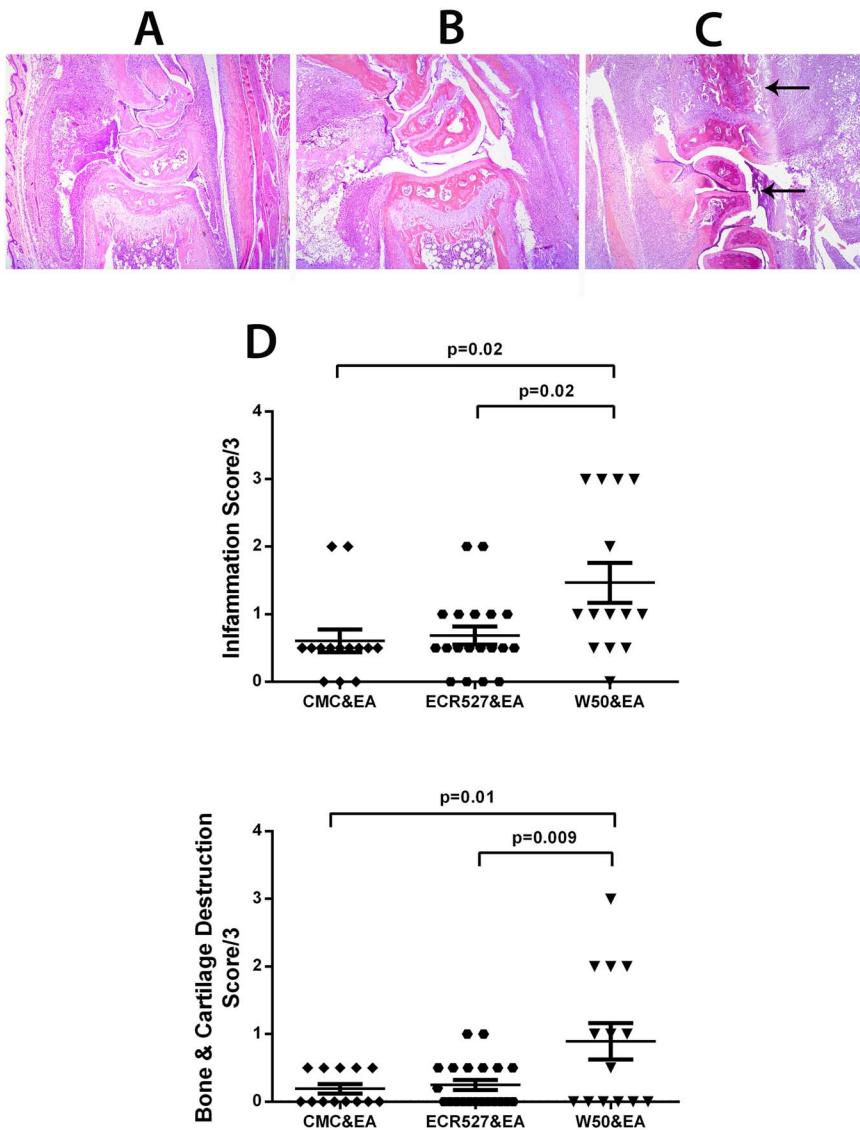 A B C
D
p=0.02
p=0.02
Inlfammation Score/3
4
3
2
1
0
CMC&EA ECR527&EA W50&EA
p=0.01
p=0.009
Bone & Cartilage Destruction
Score/3
4
3
2
1
0
CMC&EA ECR527&EA W50&EA